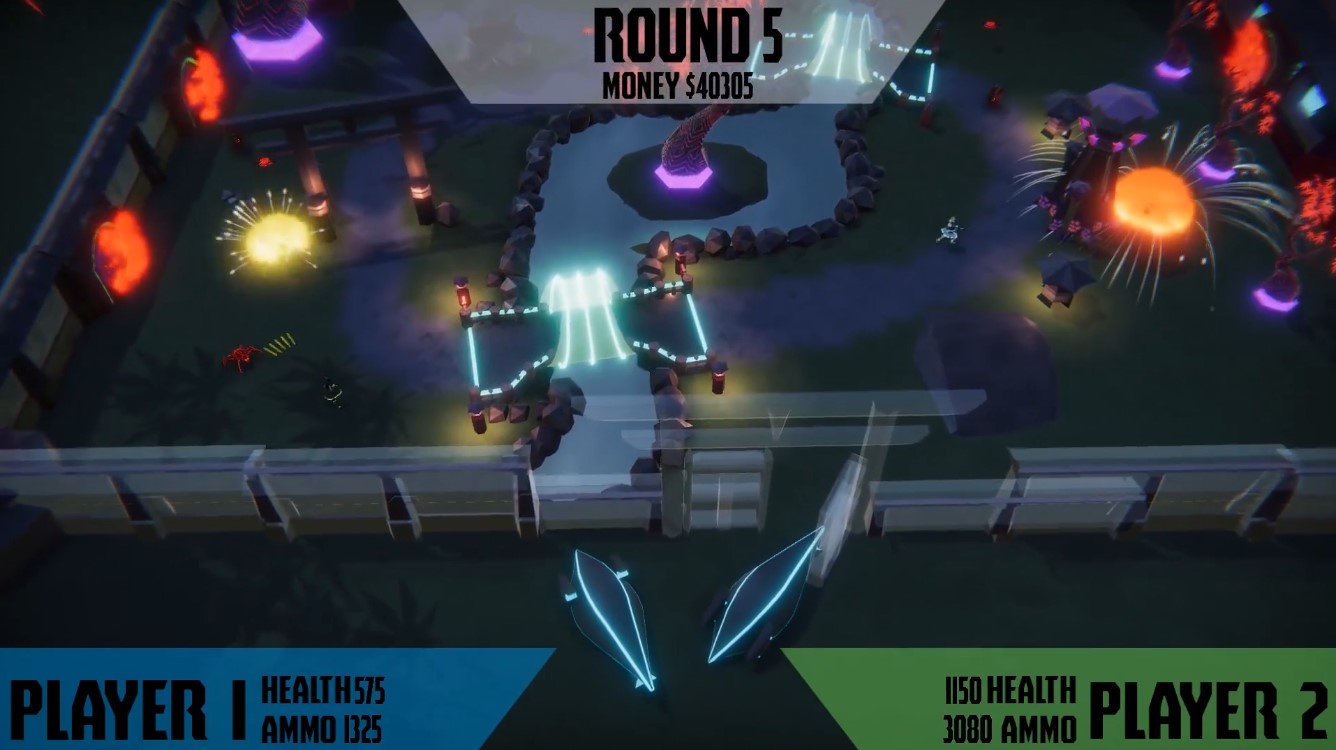 ROUND 5
MONEY $40305
PLAYER 1
HEALTH 575
AMMO 1325
1150 HEALTH
3080 AMMO
PLAYER 2